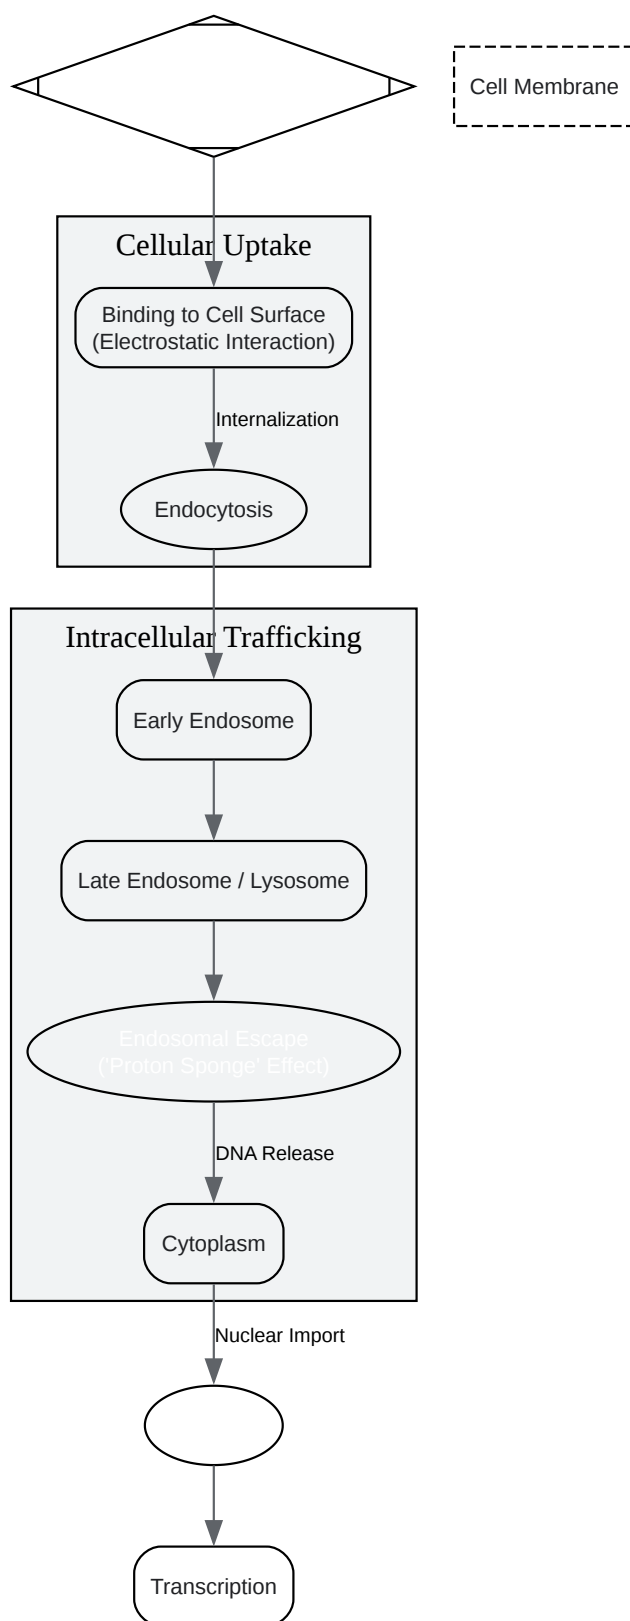 Cell Membrane
Cellular Uptake
Binding to Cell Surface
(Electrostatic Interaction)
Internalization
Endocytosis
Intracellular Trafficking
Early Endosome
Late Endosome / Lysosome
Endosomal Escape
('Proton Sponge' Effect)
DNA Release
Cytoplasm
Nuclear Import
Transcription